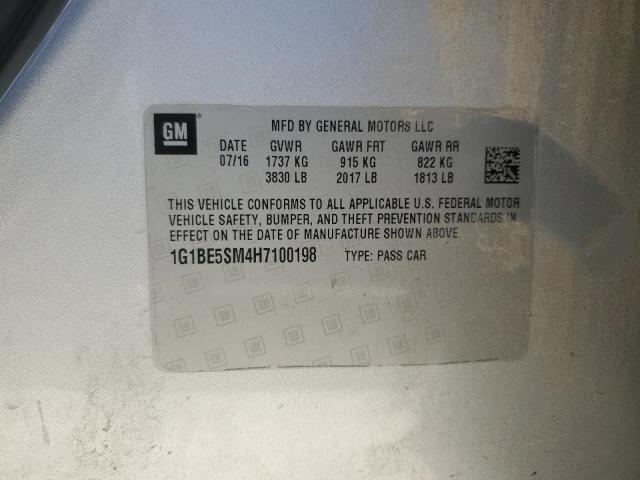 GM ® MFD BY GENERAL MOTORS LLC
DATE GVWR GAWR FRT GAWR RR
07/16 1737 KG 915 KG 822 KG
3830 LB 2017 LB 1813 LB
THIS VEHICLE CONFORMS TO ALL APPLICABLE U.S. FEDERAL MOTOR
VEHICLE SAFETY, BUMPER, AND THEFT PREVENTION STANDARDS IN
EFFECT ON THE DATE OF MANUFACTURE SHOWN ABOVE.
1G1BE5SM4H7100198 TYPE: PASS CAR